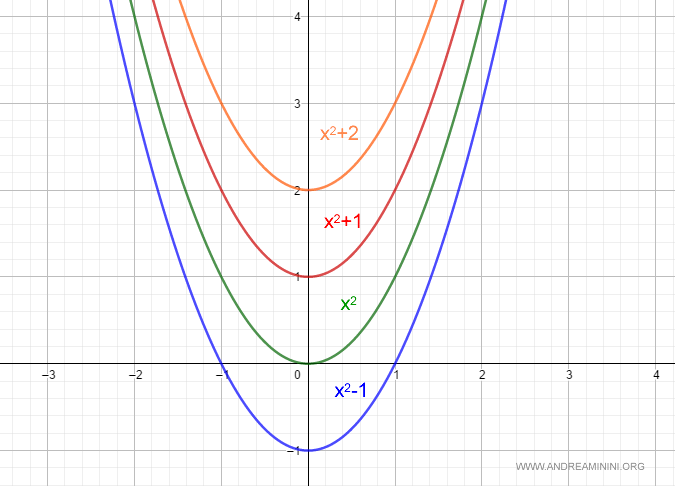 4
3
x²+2
2
x²+1
1
x²
−3 −2 −1 0 1 2 3 4
x²-1
−1
WWW.ANDREAMININI.ORG